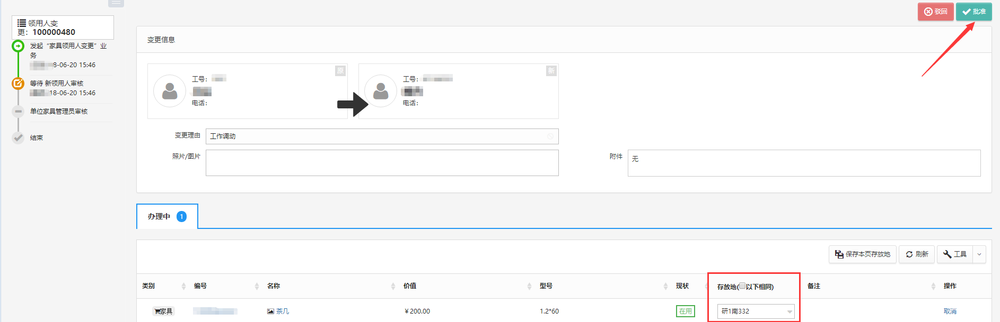 驳回
批准
领用人变
更：100000480
发起“家具领用人变更”业
务
8-06-20 15:46
等待 新领用人审核
18-06-20 15:46
单位家具管理员审核
结束
变更信息
原
工号：
电话：
新
工号：
电话：
变更理由
工作调动
照片/图片
附件
无
办理中 1
保存本页存放地
刷新
工具
类别 编号 名称 价值 型号 现状 存放地(以下相同) 备注 操作
家具 茶几 ￥200.00 1.2*60 在用 研1南332 取消